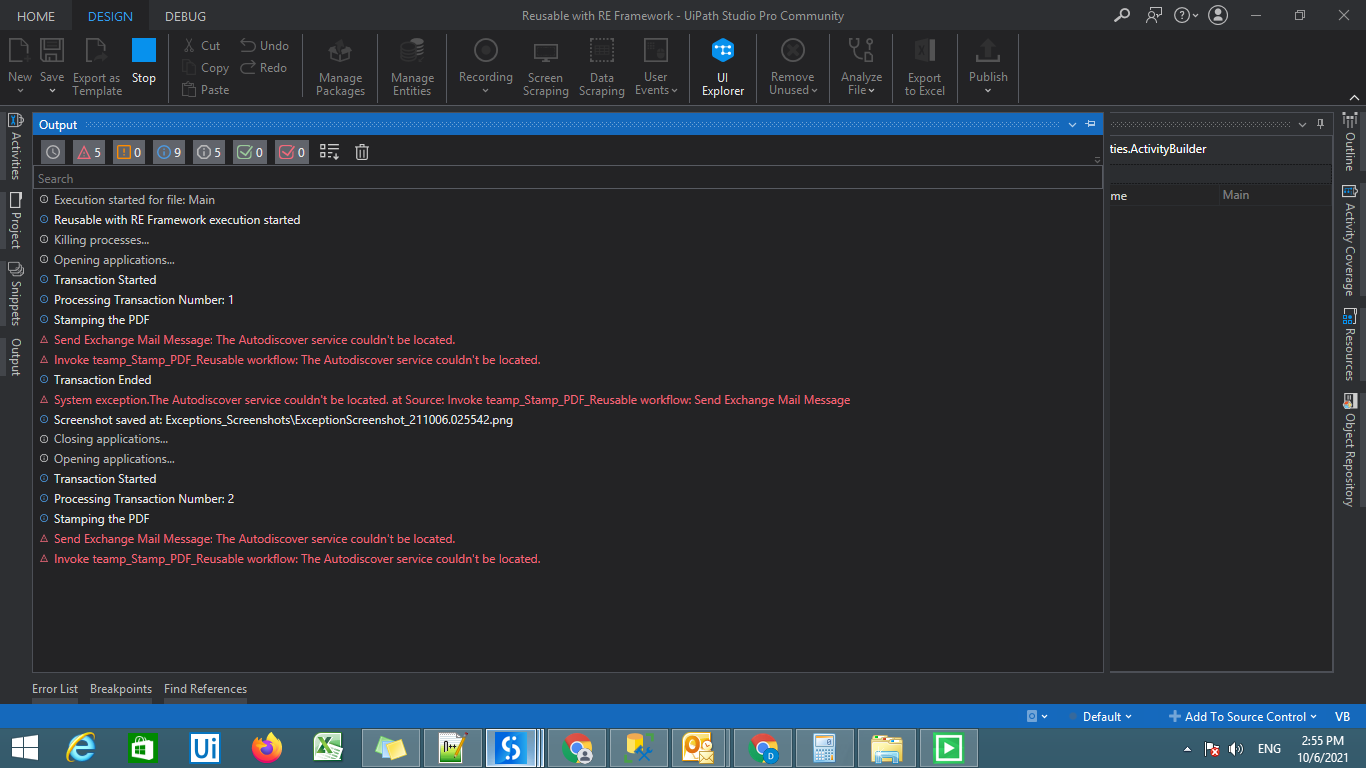 HOME DESIGN DEBUG Reusable with RE Framework - UiPath Studio Pro Community
New Save Export as Template Stop Cut Copy Paste Undo Redo Manage Packages Manage Entities Recording Screen Scraping Data Scraping User Events UI Explorer Remove Unused Analyze File Export to Excel Publish
Output
5 0 9 5 0 0
Search
Execution started for file: Main
Reusable with RE Framework execution started
Killing processes...
Opening applications...
Transaction Started
Processing Transaction Number: 1
Stamping the PDF
Send Exchange Mail Message: The Autodiscover service couldn't be located.
Invoke teamp_Stamp_PDF_Reusable workflow: The Autodiscover service couldn't be located.
Transaction Ended
System exception.The Autodiscover service couldn't be located. at Source: Invoke teamp_Stamp_PDF_Reusable workflow: Send Exchange Mail Message
Screenshot saved at: Exceptions_Screenshots\ExceptionScreenshot_211006.025542.png
Closing applications...
Opening applications...
Transaction Started
Processing Transaction Number: 2
Stamping the PDF
Send Exchange Mail Message: The Autodiscover service couldn't be located.
Invoke teamp_Stamp_PDF_Reusable workflow: The Autodiscover service couldn't be located.
ties.ActivityBuilder
me Main
Activities
Project
Snippets
Output
Outline
Activity Coverage
Resources
Object Repository
Error List Breakpoints Find References
Default Add To Source Control VB
Ui
n++
D
ENG
2:55 PM
10/6/2021